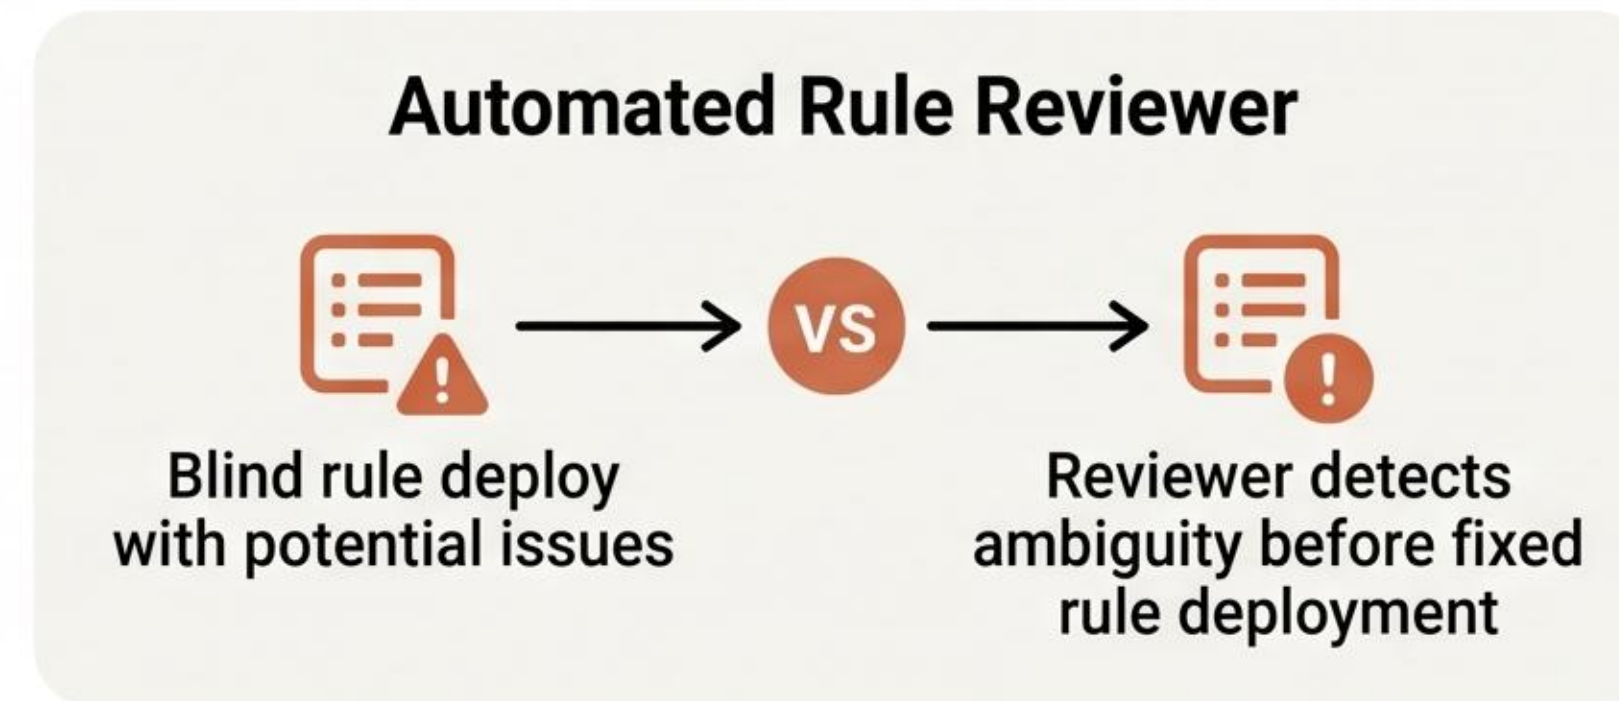 Automated Rule Reviewer
!
VS
!
Blind rule deploy
with potential issues
Reviewer detects
ambiguity before fixed
rule deployment